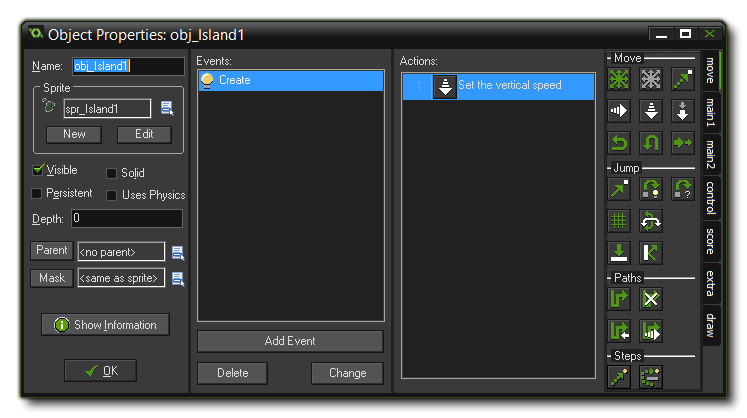 Object Properties: obj_Island1
Name: obj_Island1
Sprite
spr_Island1
New Edit
Visible Solid
Persistent Uses Physics
Depth: 0
Parent <no parent>
Mask <same as sprite>
Show Information
OK
Events:
Create
Add Event
Delete Change
Actions:
1 Set the vertical speed
Move
Jump
?
Paths
Steps
move
main1
main2
control
score
extra
draw